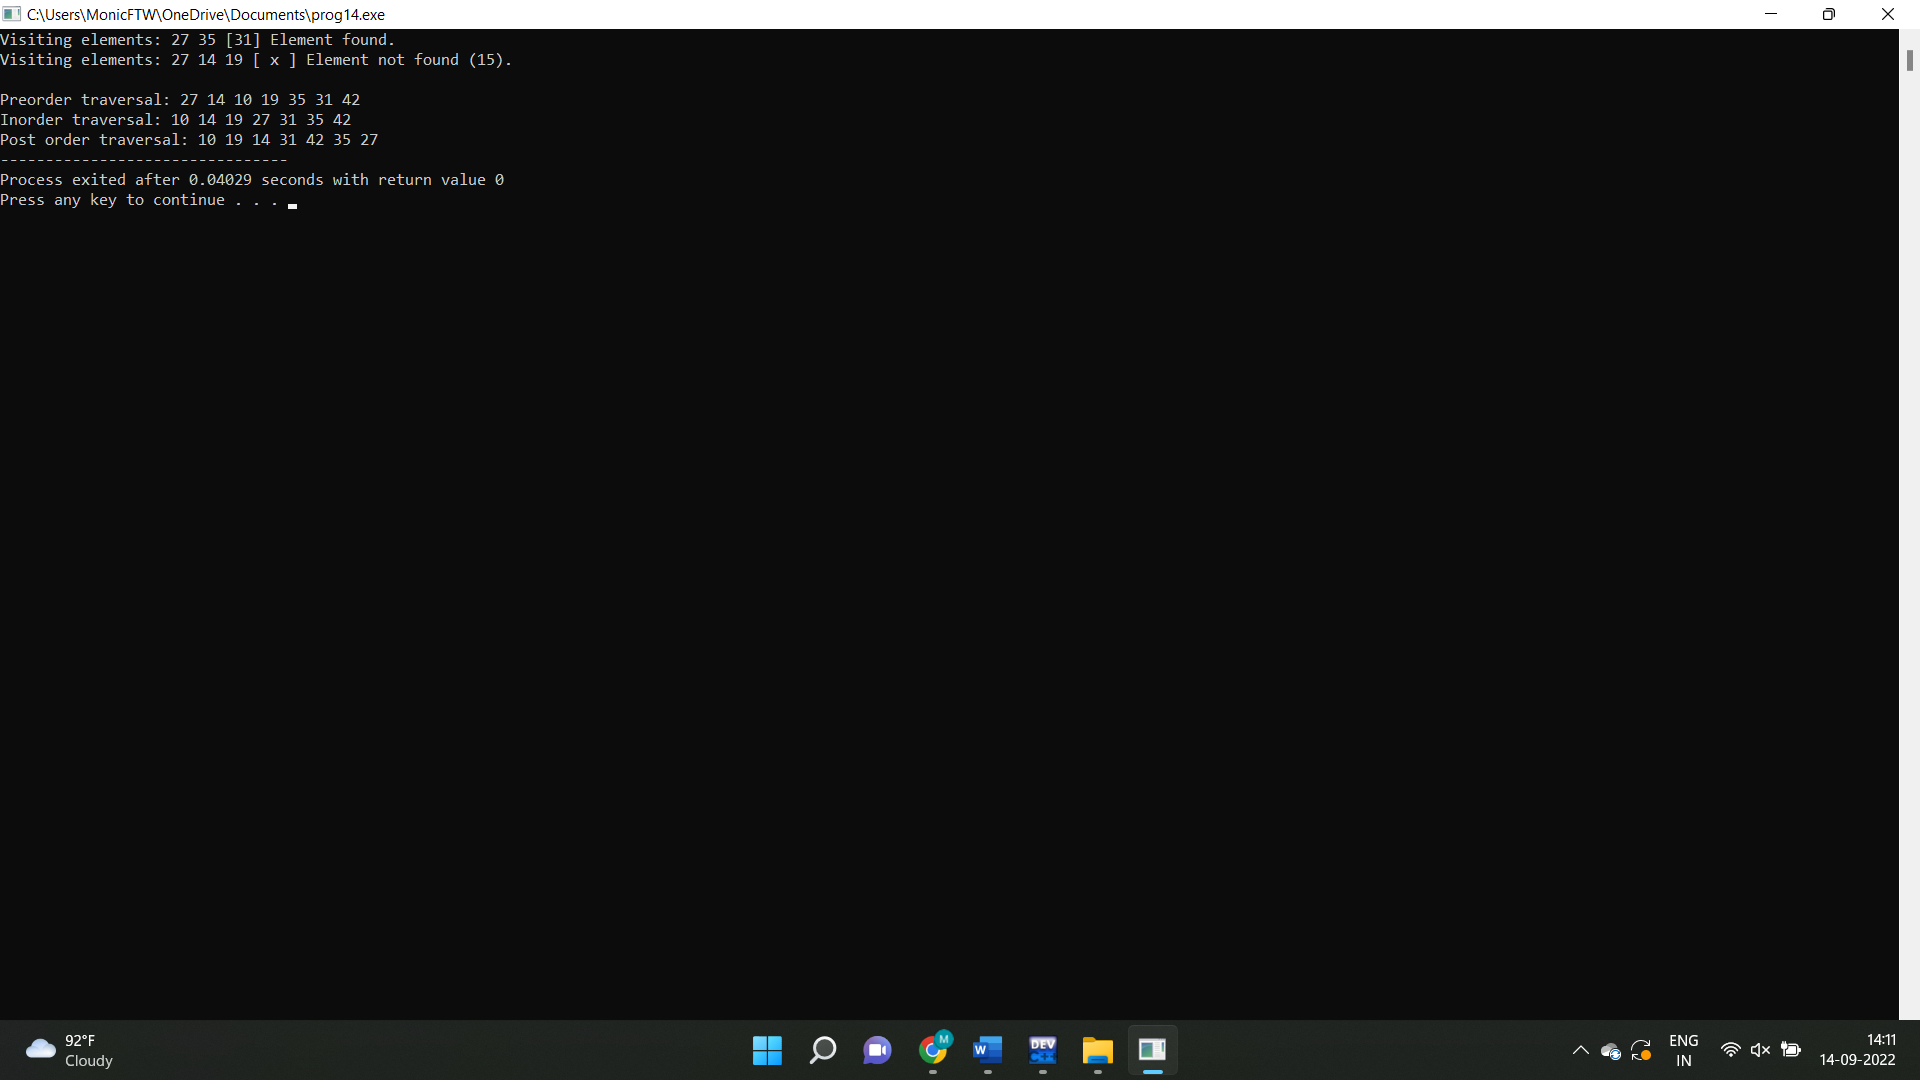 C:\Users\MonicFTW\OneDrive\Documents\prog14.exe
Visiting elements: 27 35 [31] Element found.
Visiting elements: 27 14 19 [ x ] Element not found (15).
Preorder traversal: 27 14 10 19 35 31 42
Inorder traversal: 10 14 19 27 31 35 42
Post order traversal: 10 19 14 31 42 35 27
--------------------------------
Process exited after 0.04029 seconds with return value 0
Press any key to continue . . .
92°F
Cloudy
M
W
DEV
C++
ENG
IN
14:11
14-09-2022